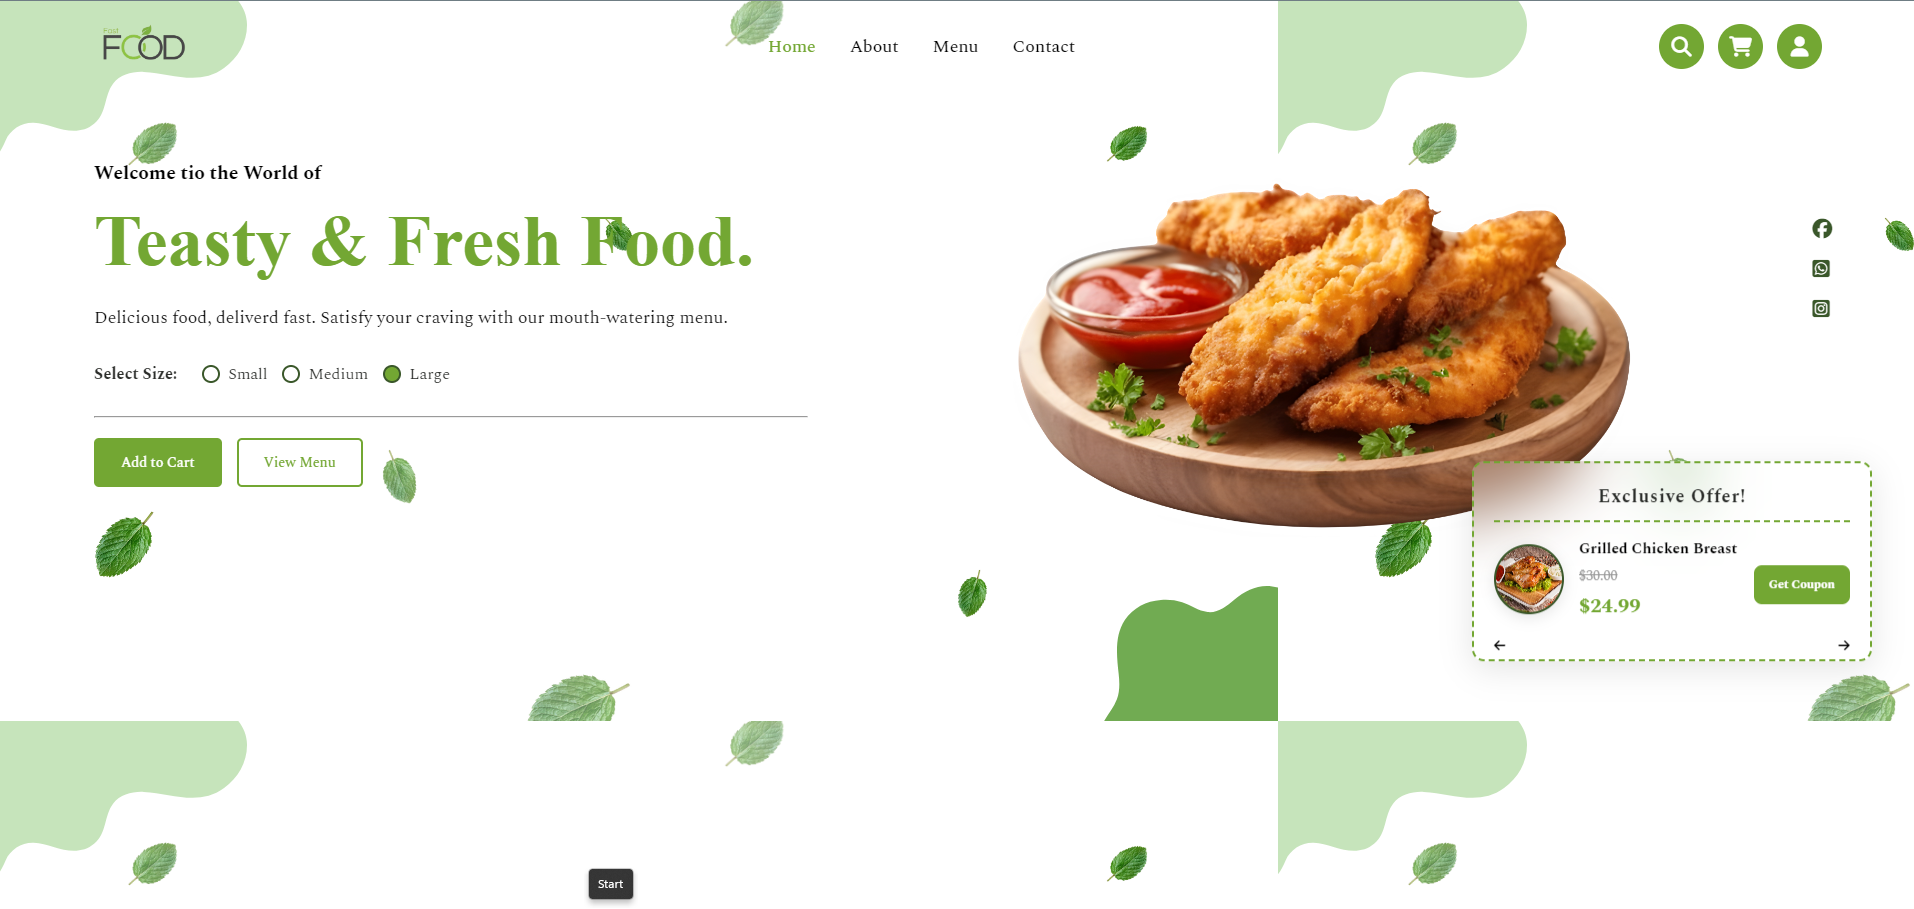 Fast
FOOD
Home About Menu Contact
Welcome tio the World of
Teasty & Fresh Food.
Delicious food, deliverd fast. Satisfy your craving with our mouth-watering menu.
Select Size: Small Medium Large
Add to Cart View Menu
Exclusive Offer!
Grilled Chicken Breast
$30.00
$24.99
Get Coupon
Start